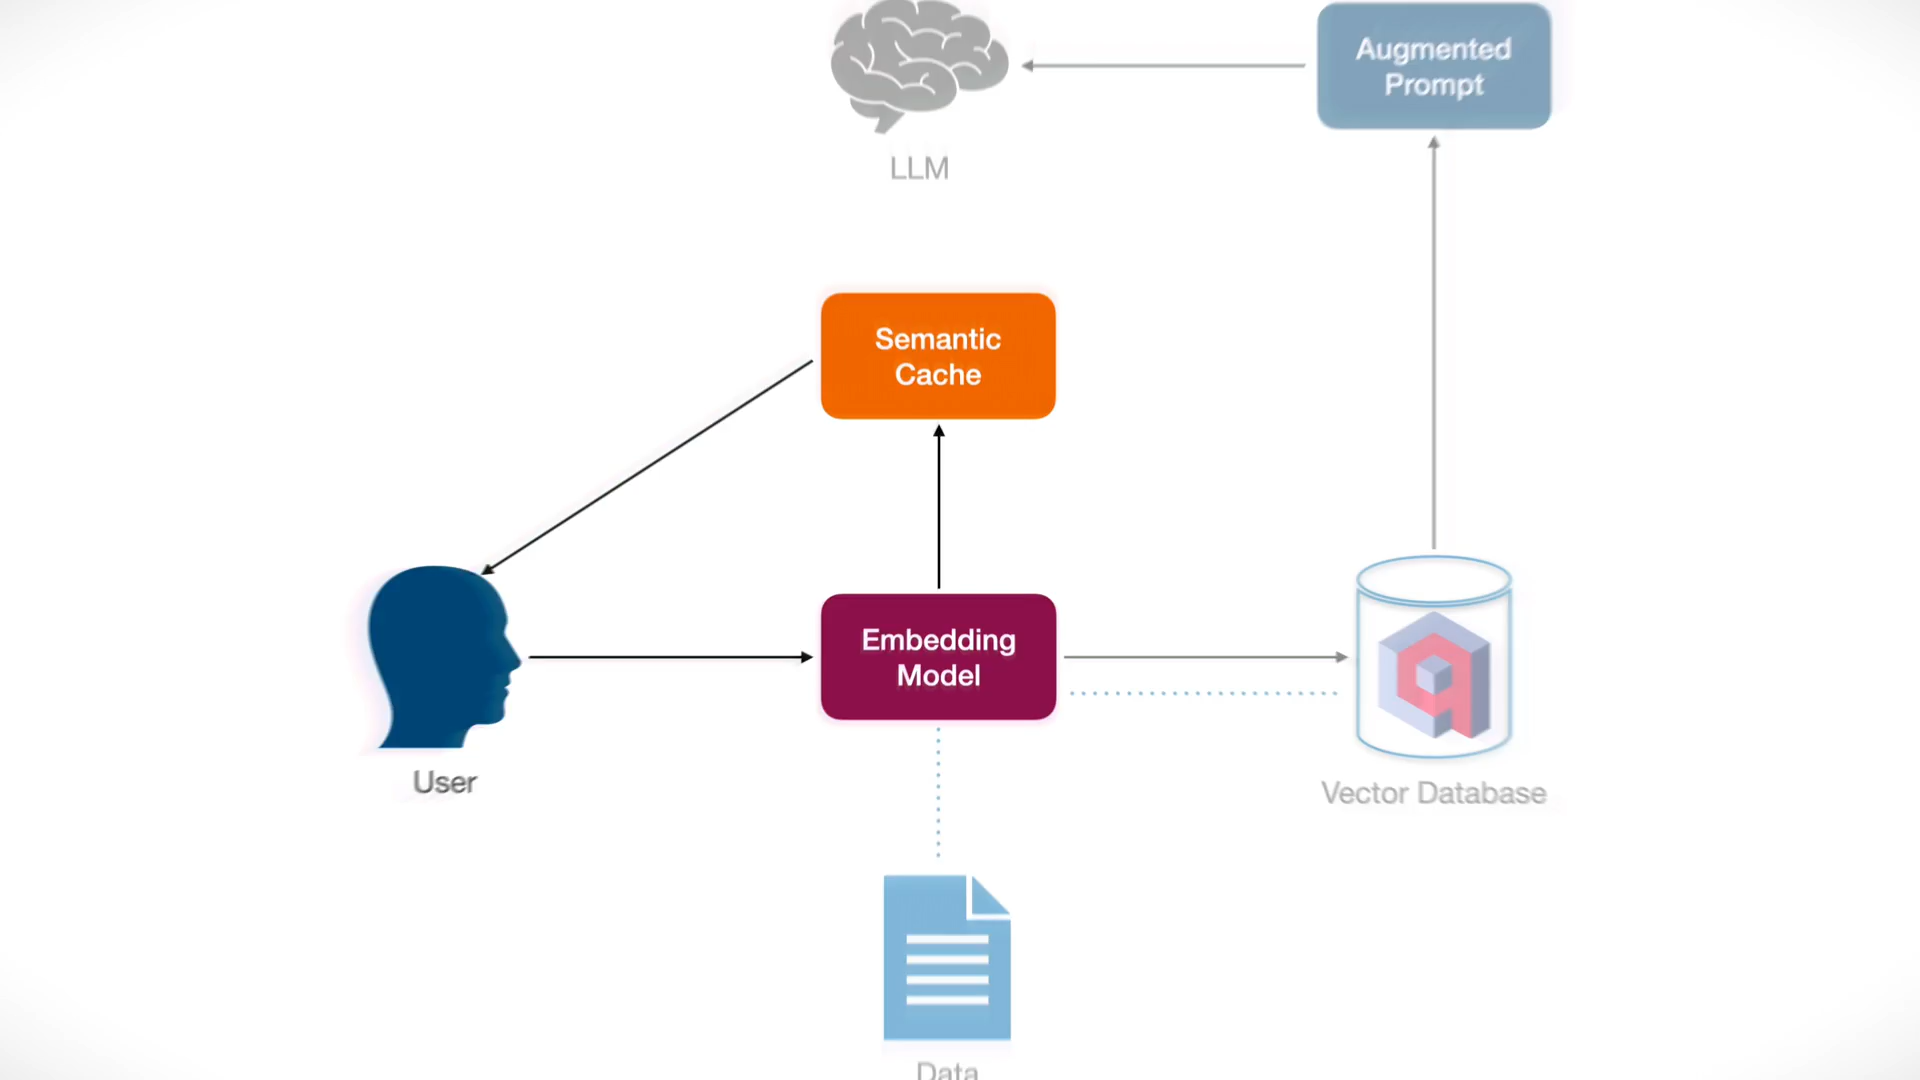 Augmented
Prompt
LLM
Semantic
Cache
Embedding
Model
User
Vector Database
Data